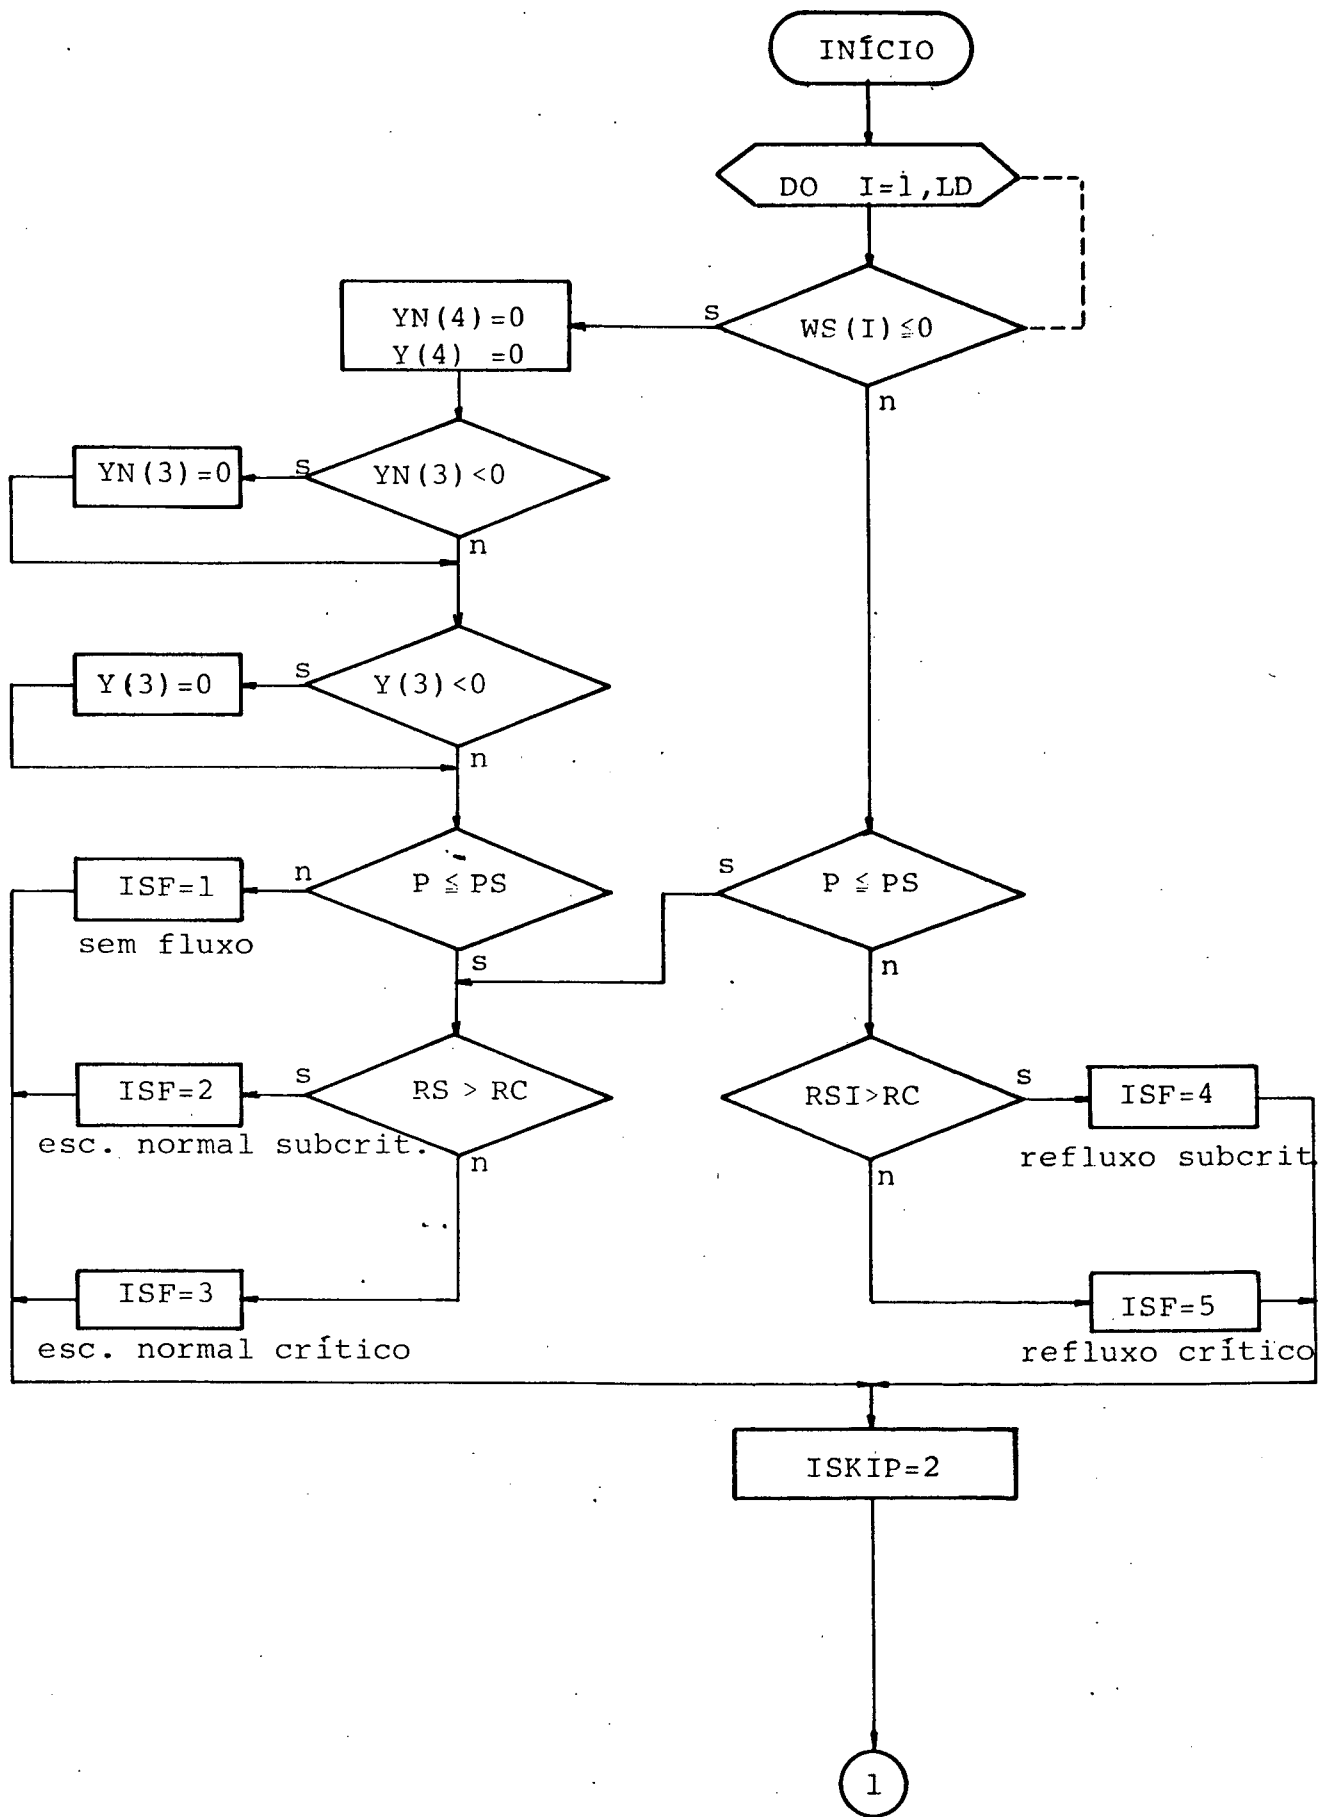 INÍCIO
DO I=1,LD
YN(4)=0
Y(4) =0
s
WS(I)≦0
n
YN(3)=0
s
YN(3)<0
n
Y(3)=0
s
Y(3)<0
n
ISF=1
n
P ≦ PS
s
P ≦ PS
sem fluxo
s
n
ISF=2
s
RS > RC
RSI>RC
s
ISF=4
esc. normal subcrit.
n
n
refluxo subcrit.
ISF=3
ISF=5
esc. normal crítico
refluxo crítico
ISKIP=2
1